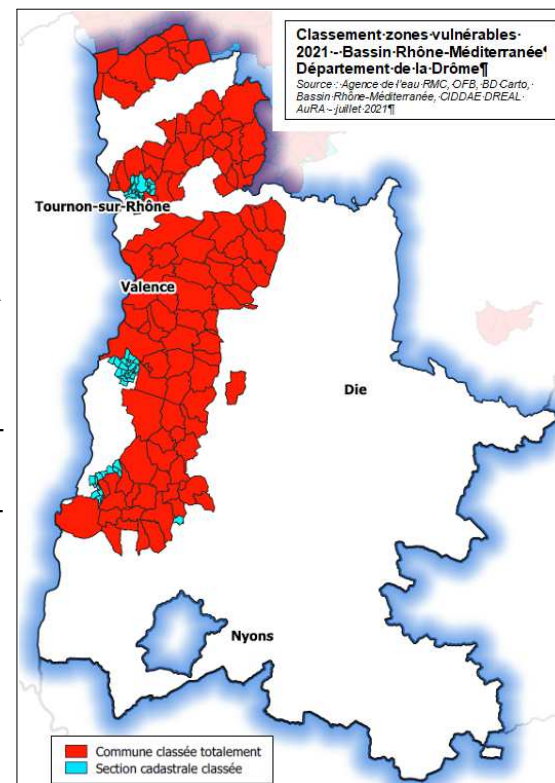 Classement·zones·vulnérables·
2021·-·Bassin·Rhône-Méditerranée¶
Département·de·la·Drôme¶
Source·:·Agence·de·l'eau·RMC,·OFB,·BD·Carto,·
Bassin·Rhône-Méditerranée,·CIDDAE·DREAL·
AuRA·-·juillet·2021¶
Tournon-sur-Rhône
Valence
Die
Nyons
Commune classée totalement
Section cadastrale classée